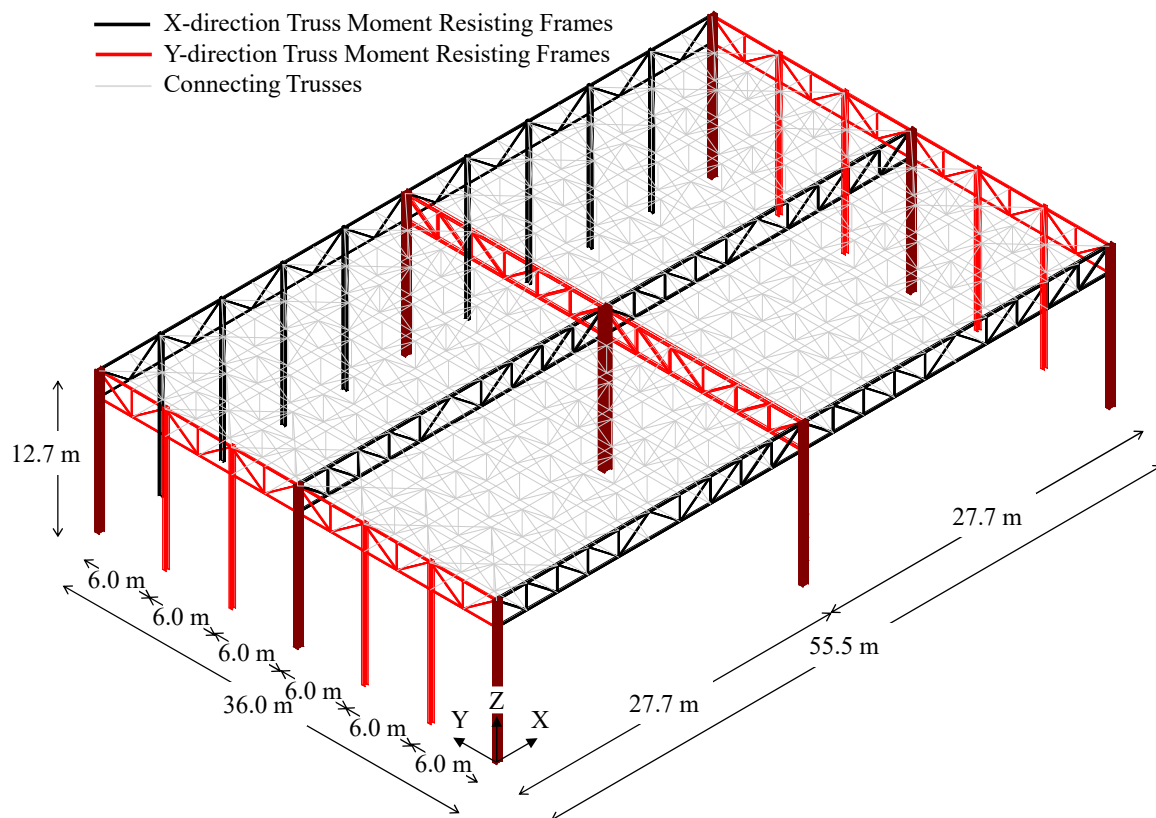 X-direction Truss Moment Resisting Frames
Y-direction Truss Moment Resisting Frames
Connecting Trusses
12.7 m
27.7 m
6.0 m
6.0 m
6.0 m
6.0 m
6.0 m
6.0 m
36.0 m
55.5 m
27.7 m
Z
Y
X